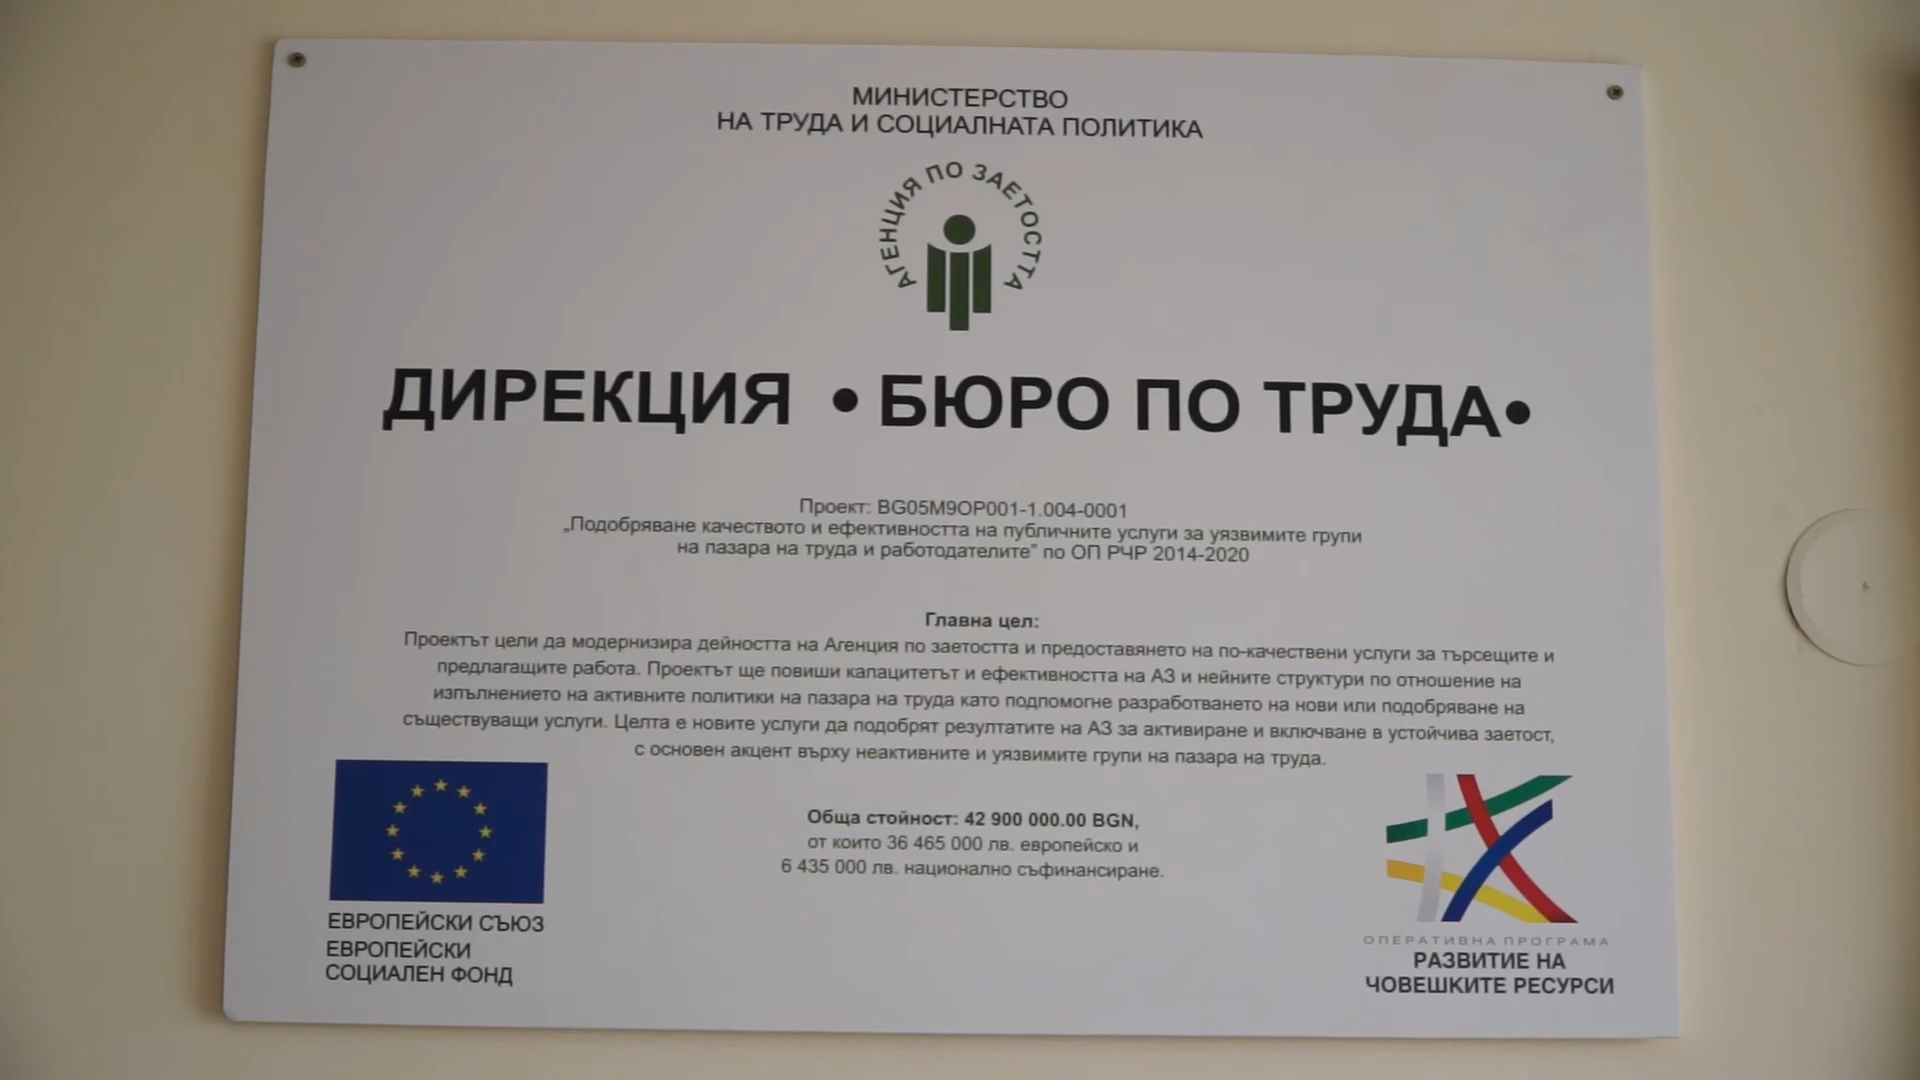 МИНИСТЕРСТВО
НА ТРУДА И СОЦИАЛНАТА ПОЛИТИКА
АГЕНЦИЯ ПО ЗАЕТОСТТА
ДИРЕКЦИЯ • БЮРО ПО ТРУДА•
Проект: BG05M9OP001-1.004-0001
„Подобряване качеството и ефективността на публичните услуги за уязвимите групи
на пазара на труда и работодателите” по ОП РЧР 2014-2020
Главна цел:
Проектът цели да модернизира дейността на Агенция по заетостта и предоставянето на по-качествени услуги за търсещите и
предлагащите работа. Проектът ще повиши капацитетът и ефективността на АЗ и нейните структури по отношение на
изпълнението на активните политики на пазара на труда като подпомогне разработването на нови или подобряване на
съществуващи услуги. Целта е новите услуги да подобрят резултатите на АЗ за активиране и включване в устойчива заетост,
с основен акцент върху неактивните и уязвимите групи на пазара на труда.
Обща стойност: 42 900 000.00 BGN,
от които 36 465 000 лв. европейско и
6 435 000 лв. национално съфинансиране.
ЕВРОПЕЙСКИ СЪЮЗ
ЕВРОПЕЙСКИ
СОЦИАЛЕН ФОНД
ОПЕРАТИВНА ПРОГРАМА
РАЗВИТИЕ НА
ЧОВЕШКИТЕ РЕСУРСИ